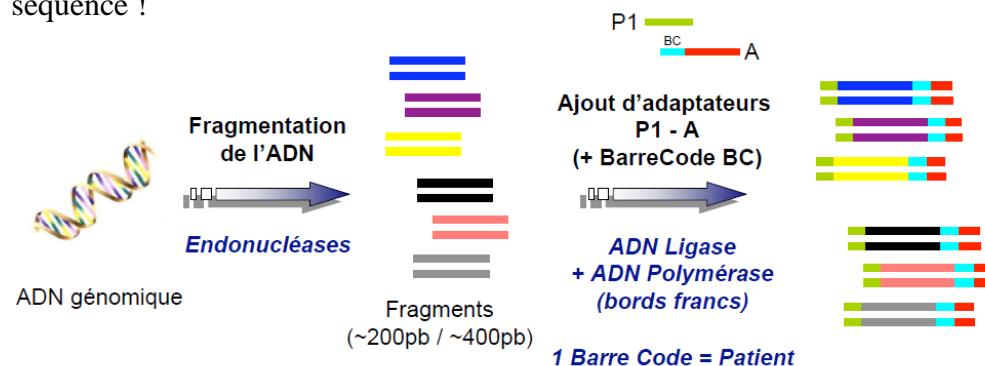 séquence !
P1
BC
A
Fragmentation
de l'ADN
Endonucléases
ADN génomique
Fragments
(~200pb / ~400pb)
Ajout d'adaptateurs
P1 - A
(+ BarreCode BC)
ADN Ligase
+ ADN Polymérase
(bords francs)
1 Barre Code = Patient